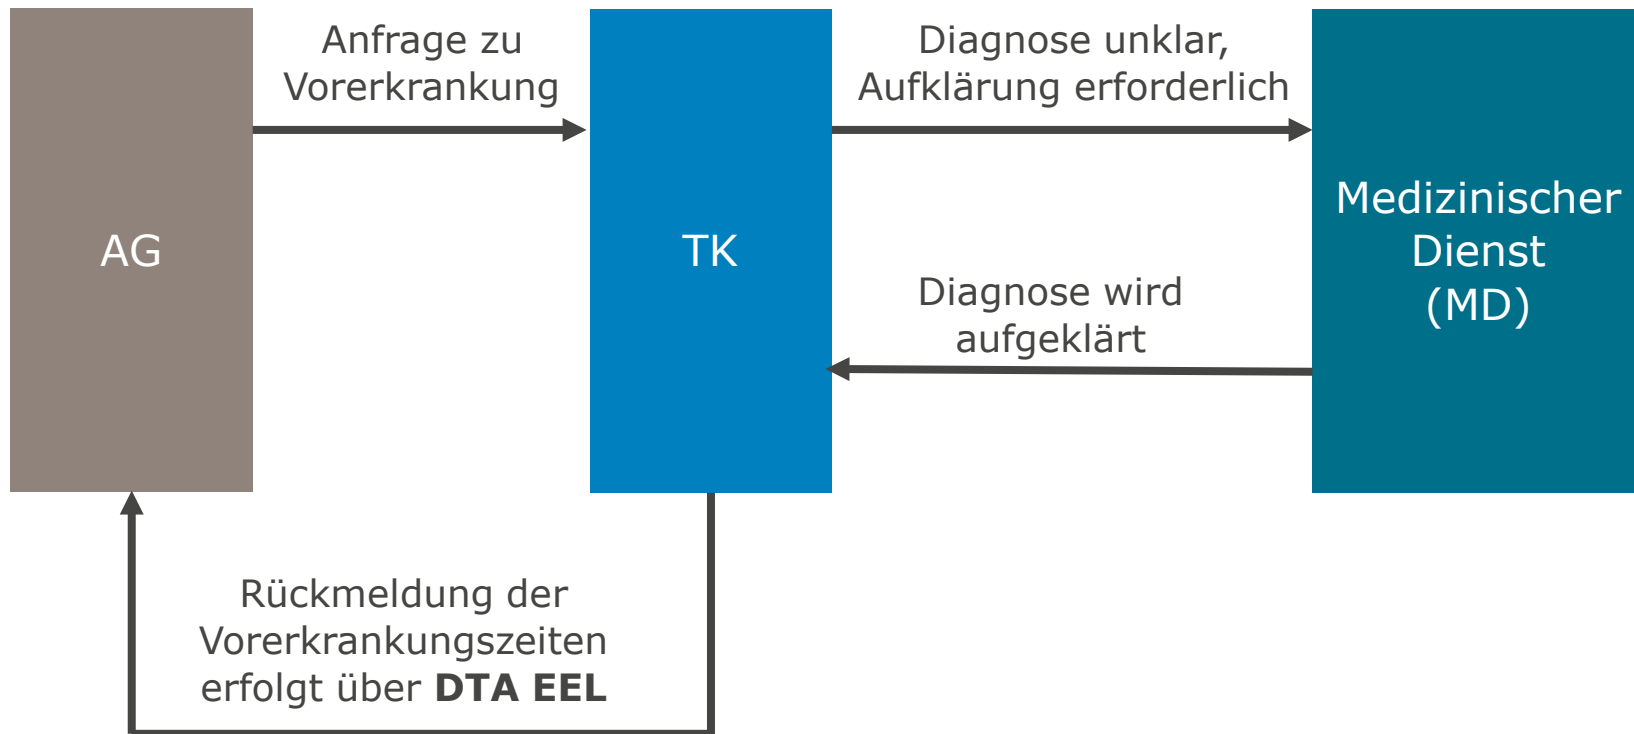 Anfrage zu
Vorerkrankung
Diagnose unklar,
Aufklärung erforderlich
AG
TK
Medizinischer
Dienst
(MD)
Diagnose wird
aufgeklärt
Rückmeldung der
Vorerkrankungszeiten
erfolgt über DTA EEL